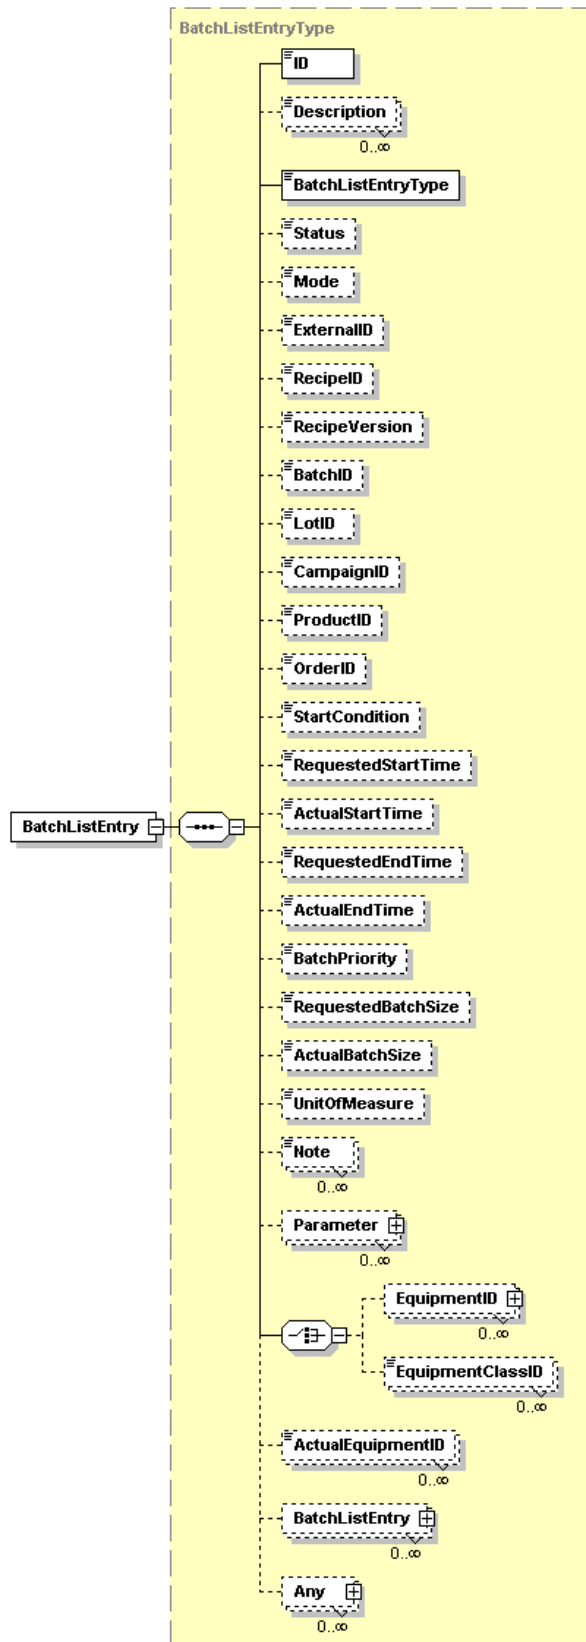 BatchListEntryType
ID
Description
0..∞
BatchListEntryType
Status
Mode
ExternalID
RecipeID
RecipeVersion
BatchID
LotID
CampaignID
ProductID
OrderID
StartCondition
RequestedStartTime
BatchListEntry
ActualStartTime
RequestedEndTime
ActualEndTime
BatchPriority
RequestedBatchSize
ActualBatchSize
UnitOfMeasure
Note
0..∞
Parameter
0..∞
EquipmentID
0..∞
EquipmentClassID
0..∞
ActualEquipmentID
0..∞
BatchListEntry
0..∞
Any
0..∞